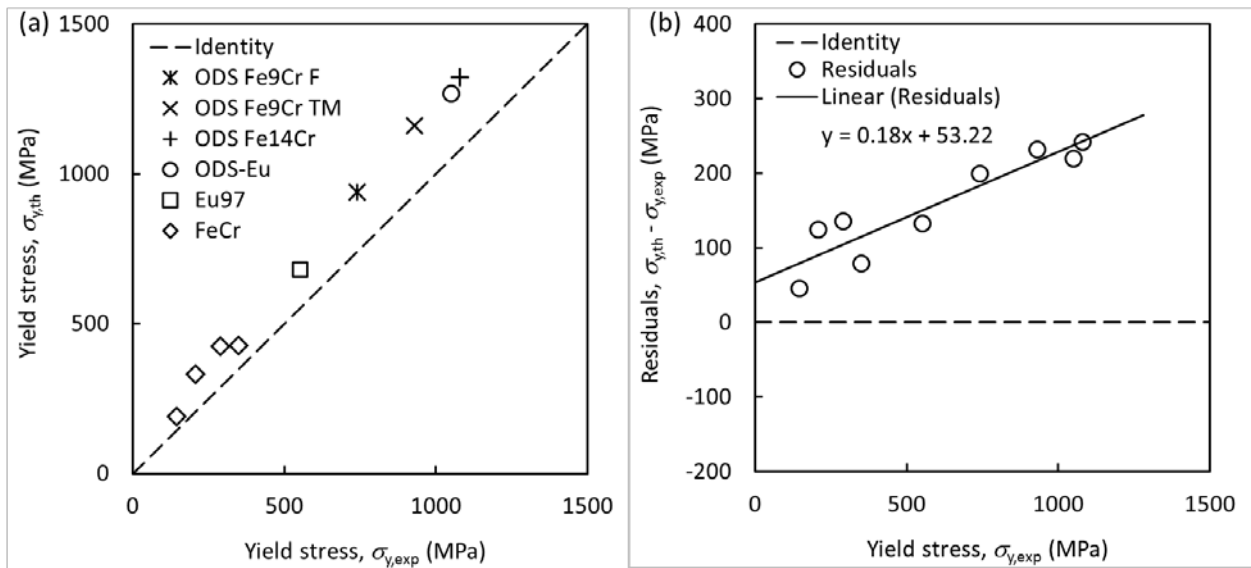 (a)
1500
1000
500
0
Yield stress, σy,th (MPa)
Identity
ODS Fe9Cr F
ODS Fe9Cr TM
ODS Fe14Cr
ODS-Eu
Eu97
FeCr
0 500 1000 1500
Yield stress, σy,exp (MPa)
(b)
400
300
200
100
0
-100
-200
Residuals, σy,th - σy,exp (MPa)
Identity
Residuals
Linear (Residuals)
y = 0.18x + 53.22
0 500 1000 1500
Yield stress, σy,exp (MPa)